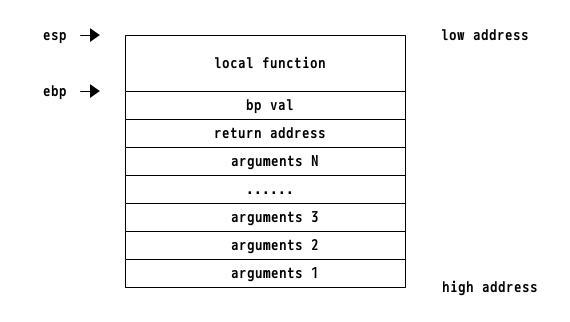 esp low address
local function
ebp
bp val
return address
arguments N
......
arguments 3
arguments 2
arguments 1
high address